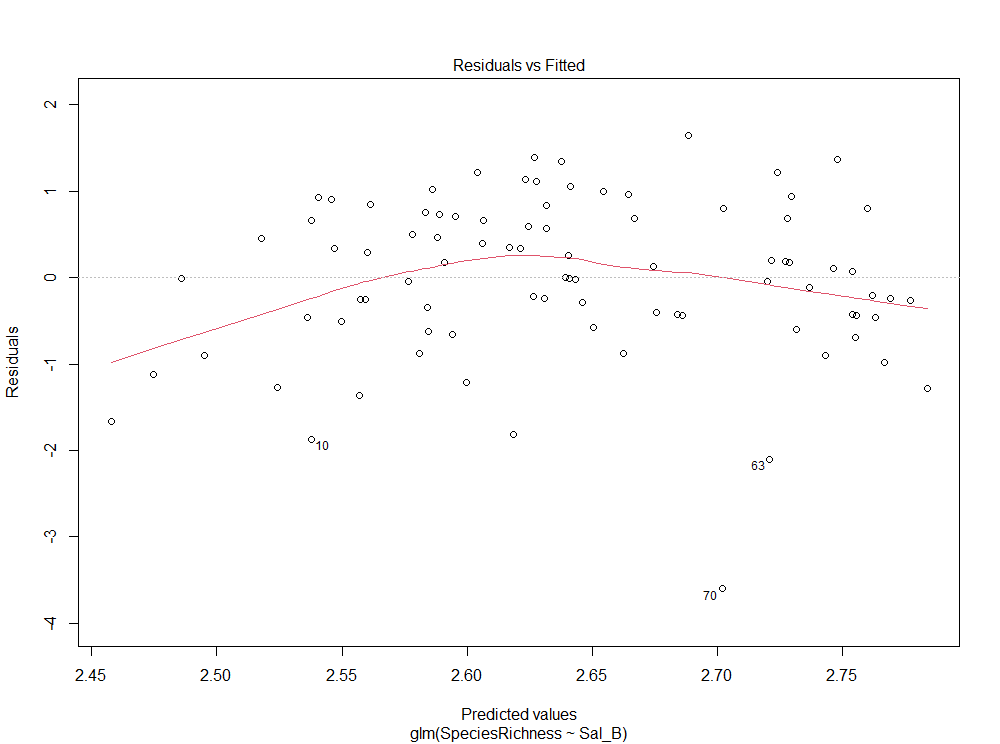 Residuals vs Fitted
2
1
0
-1
-2
-3
-4
Residuals
10
63
70
2.45 2.50 2.55 2.60 2.65 2.70 2.75
Predicted values
glm(SpeciesRichness ~ Sal_B)